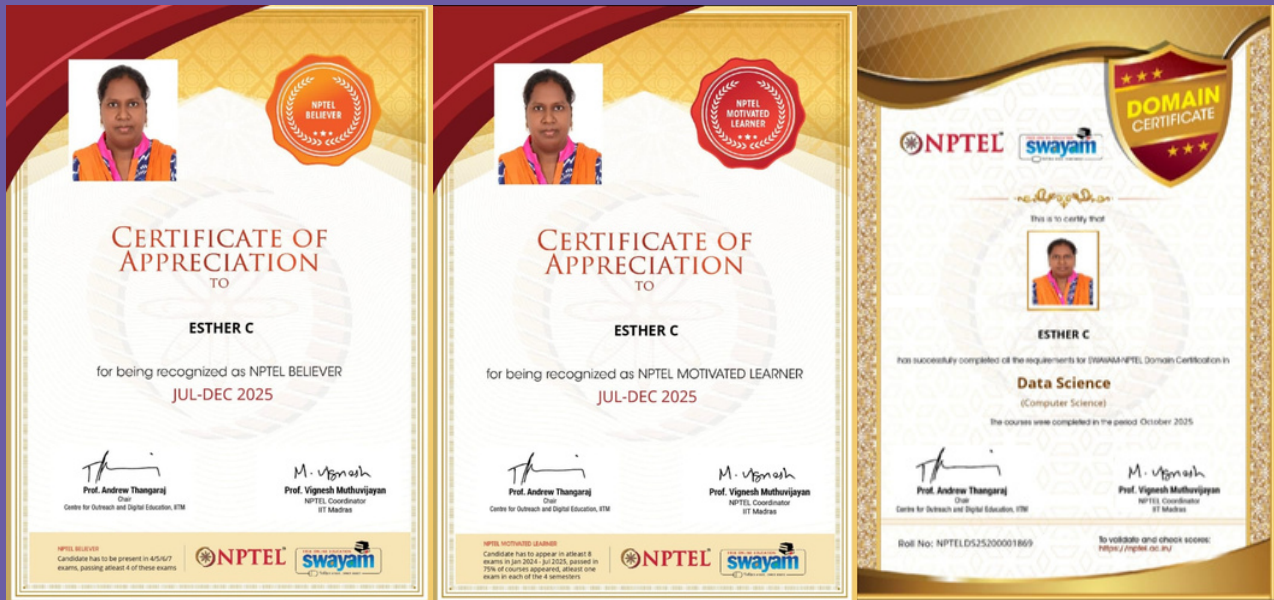 NPTEL
BELIEVER
CERTIFICATE OF
APPRECIATION
TO
ESTHER C
for being recognized as NPTEL BELIEVER
JUL-DEC 2025
Prof. Andrew Thangaraj
Chair
Centre for Outreach and Digital Education, IITM
M. Vignesh
Prof. Vignesh Muthuvijayan
NPTEL Coordinator
IIT Madras
NPTEL BELIEVER
Candidate has to be present in 4/5/6/7
exams, passing atleast 4 of these exams
NPTEL
swayam
NPTEL
MOTIVATED
LEARNER
CERTIFICATE OF
APPRECIATION
TO
ESTHER C
for being recognized as NPTEL MOTIVATED LEARNER
JUL-DEC 2025
Prof. Andrew Thangaraj
Chair
Centre for Outreach and Digital Education, IITM
M. Vignesh
Prof. Vignesh Muthuvijayan
NPTEL Coordinator
IIT Madras
NPTEL MOTIVATED LEARNER
Candidate has to appear in atleast 8
exams in Jan 2024 - Jul 2025, passed in
75% of courses appeared, atleast one
exam in each of the 4 semesters
NPTEL
swayam
DOMAIN
CERTIFICATE
NPTEL
swayam
This is to certify that
ESTHER C
has successfully completed all the requirements for SWAYAM-NPTEL Domain Certification in
Data Science
(Computer Science)
The courses were completed in the period October 2025
Prof. Andrew Thangaraj
Chair
Centre for Outreach and Digital Education, IITM
M. Vignesh
Prof. Vignesh Muthuvijayan
NPTEL Coordinator
IIT Madras
Roll No: NPTELDS25200001869
To validate and check scores:
https://nptel.ac.in/